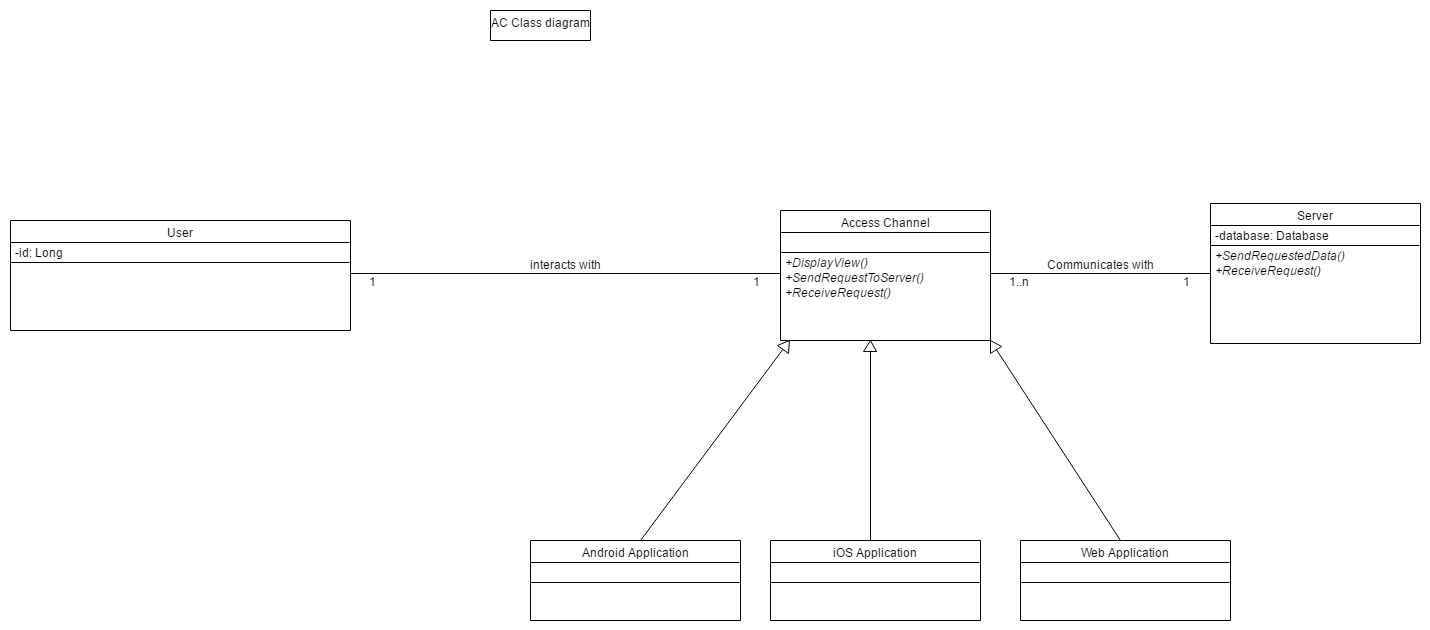 AC Class diagram
User
-id: Long
interacts with
1
1
Access Channel
+DisplayView()
+SendRequestToServer()
+ReceiveRequest()
Communicates with
1..n
1
Server
-database: Database
+SendRequestedData()
+ReceiveRequest()
Android Application
iOS Application
Web Application